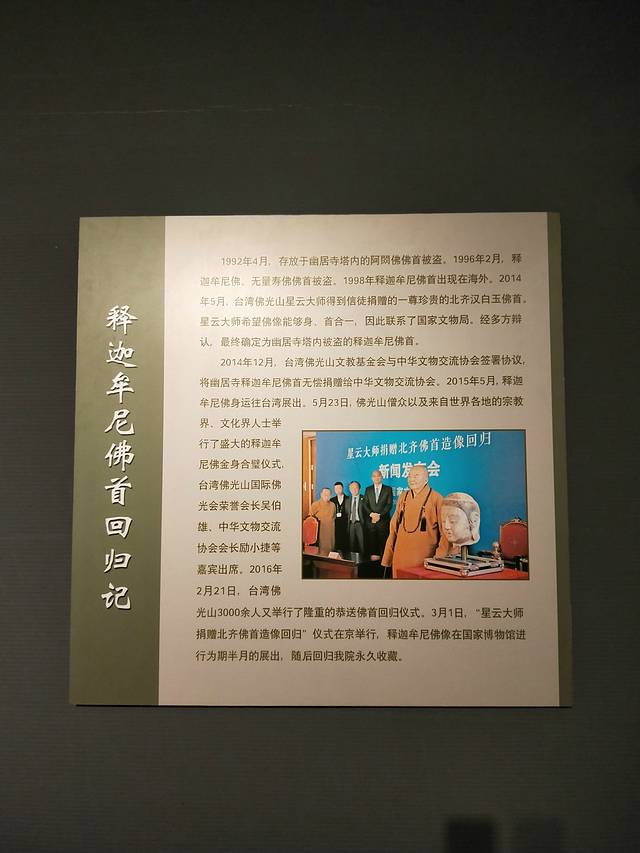 释迦牟尼佛首回归记
1992年4月，存放于幽居寺塔内的阿閦佛佛首被盗。1996年2月，释
迦牟尼佛、无量寿佛佛首被盗。1998年释迦牟尼佛首出现在海外。2014
年5月，台湾佛光山星云大师得到信徒捐赠的一尊珍贵的北齐汉白玉佛首。
星云大师希望佛像能够身、首合一，因此联系了国家文物局。经多方辩
认，最终确定为幽居寺塔内被盗的释迦牟尼佛首。
2014年12月，台湾佛光山文教基金会与中华文物交流协会签署协议，
将幽居寺释迦牟尼佛首无偿捐赠给中华文物交流协会。2015年5月，释迦
牟尼佛身运往台湾展出。5月23日，佛光山僧众以及来自世界各地的宗教
界、文化界人士举
行了盛大的释迦牟
尼佛金身合璧仪式，
台湾佛光山国际佛
光会荣誉会长吴伯
雄、中华文物交流
协会会长励小捷等
嘉宾出席。2016年
2月21日，台湾佛
光山3000余人又举行了隆重的恭送佛首回归仪式。3月1日，“星云大师
捐赠北齐佛首造像回归”仪式在京举行，释迦牟尼佛像在国家博物馆进
行为期半月的展出，随后回归我院永久收藏。
星云大师捐赠北齐佛首造像回归
新闻发布会